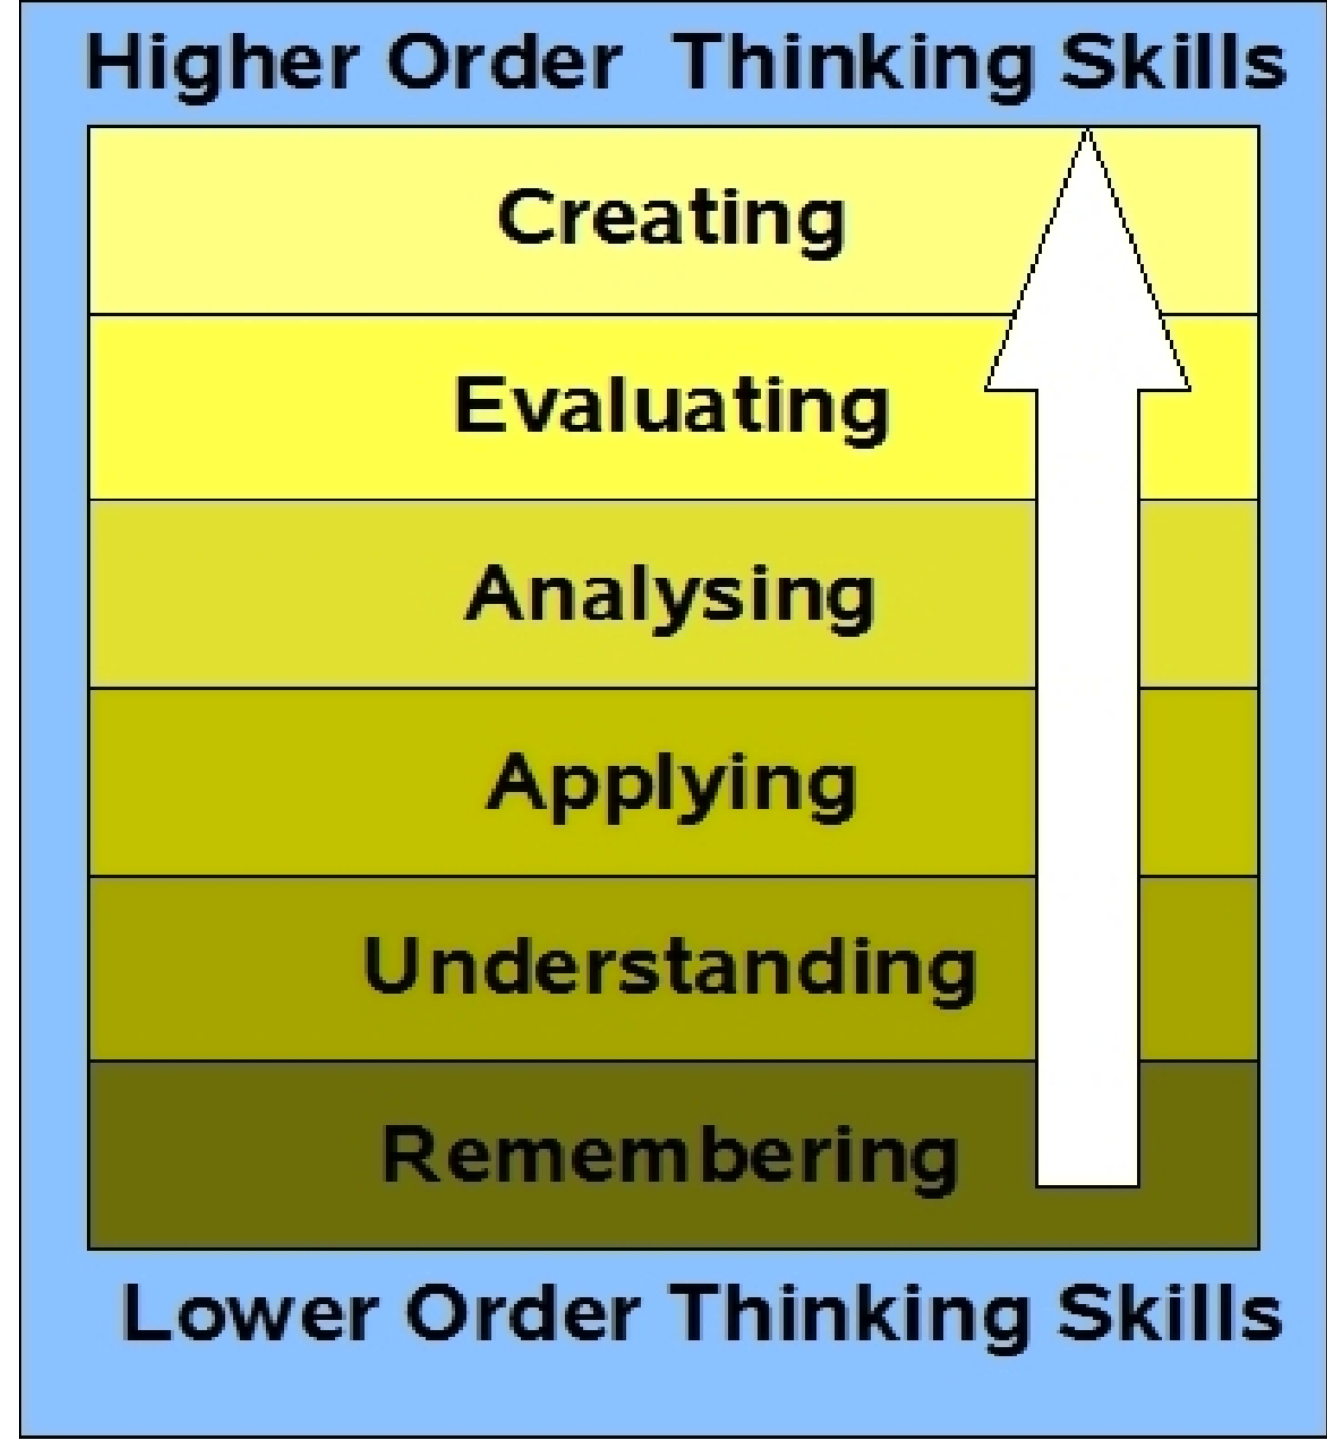 Higher Order Thinking Skills
Creating
Evaluating
Analysing
Applying
Understanding
Remembering
Lower Order Thinking Skills